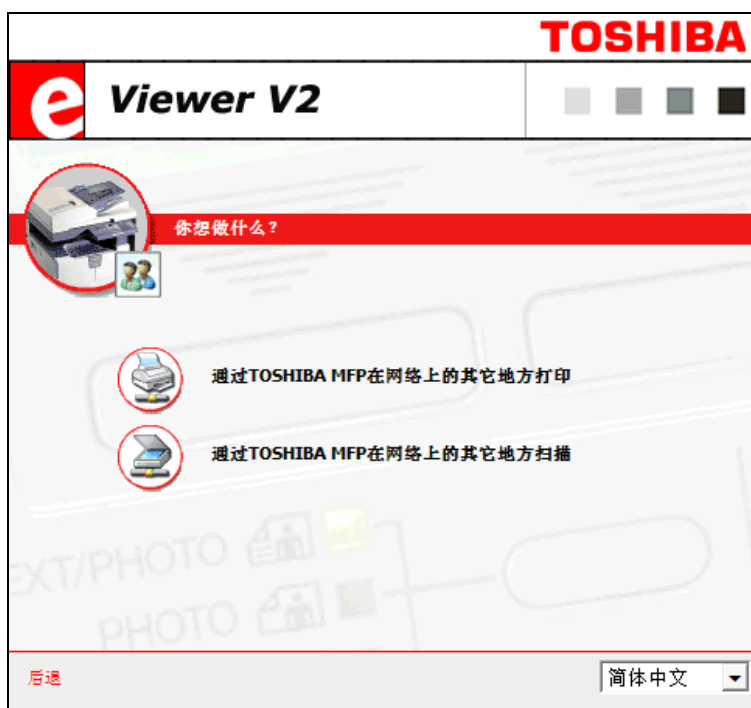 TOSHIBA
e Viewer V2
你想做什么?
通过TOSHIBA MFP在网络上的其它地方打印
通过TOSHIBA MFP在网络上的其它地方扫描
EXT/PHOTO
PHOTO
后退
简体中文